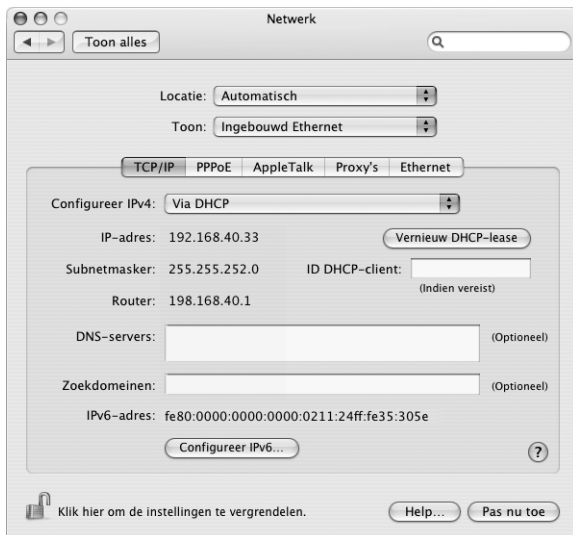 Netwerk
Toon alles
Locatie: Automatisch
Toon: Ingebouwd Ethernet
TCP/IP PPPoE AppleTalk Proxy's Ethernet
Configureer IPv4: Via DHCP
IP-adres: 192.168.40.33 Vernieuw DHCP-lease
Subnetmasker: 255.255.252.0 ID DHCP-client:
(Indien vereist)
Router: 198.168.40.1
DNS-servers: (Optioneel)
Zoekdomeinen: (Optioneel)
IPv6-adres: fe80:0000:0000:0000:0211:24ff:fe35:305e
Configureer IPv6... ?
Klik hier om de instellingen te vergrendelen. Help... Pas nu toe